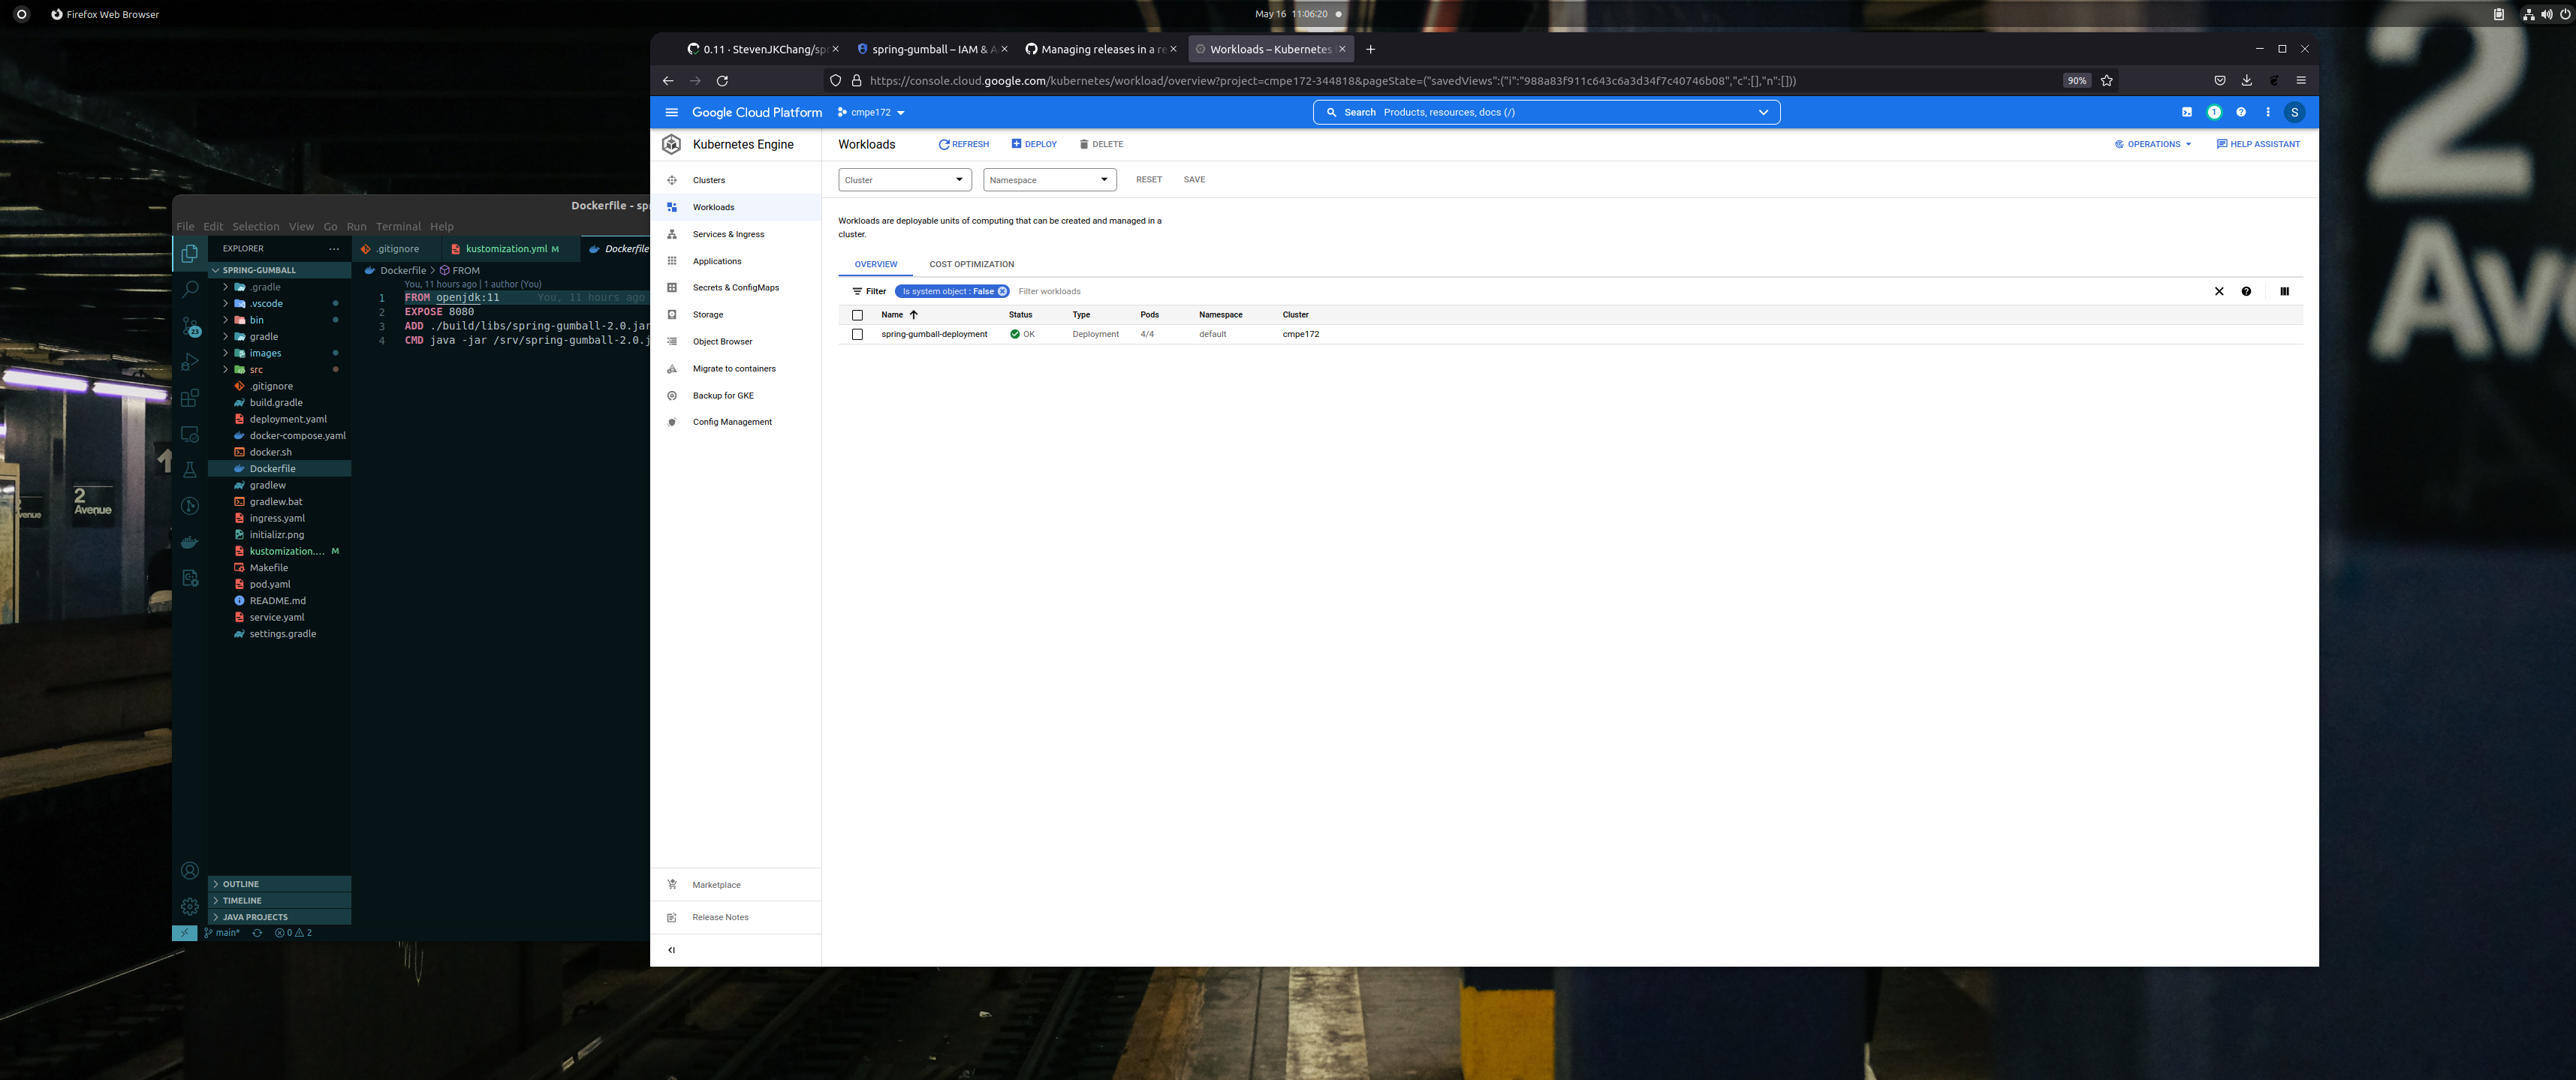 Firefox Web Browser
May 16 11:06:20
0.11 · StevenJKChang/spr
spring-gumball – IAM & A
Managing releases in a re
Workloads – Kubernetes
https://console.cloud.google.com/kubernetes/workload/overview?project=cmpe172-344818&pageState=("savedViews":("i":"988a83f911c643c6a3d34f7c40746b08","c":[],"n":[]))
90%
Google Cloud Platform
cmpe172
Search Products, resources, docs (/)
1
S
Kubernetes Engine
Workloads
REFRESH
DEPLOY
DELETE
OPERATIONS
HELP ASSISTANT
Clusters
Workloads
Services & Ingress
Applications
Secrets & ConfigMaps
Storage
Object Browser
Migrate to containers
Backup for GKE
Config Management
Marketplace
Release Notes
Cluster
Namespace
RESET
SAVE
Workloads are deployable units of computing that can be created and managed in a
cluster.
OVERVIEW
COST OPTIMIZATION
Filter
Is system object : False
Filter workloads
Name Status Type Pods Namespace Cluster
spring-gumball-deployment OK Deployment 4/4 default cmpe172
Dockerfile - sp
File Edit Selection View Go Run Terminal Help
EXPLORER
.gitignore
kustomization.yml M
Dockerfile
SPRING-GUMBALL
Dockerfile > FROM
You, 11 hours ago | 1 author (You)
1 FROM openjdk:11 You, 11 hours ago
2 EXPOSE 8080
3 ADD ./build/libs/spring-gumball-2.0.jar
4 CMD java -jar /srv/spring-gumball-2.0.j
.gradle
.vscode
bin
23
gradle
images
src
.gitignore
build.gradle
deployment.yaml
docker-compose.yaml
docker.sh
Dockerfile
gradlew
gradlew.bat
ingress.yaml
initializr.png
kustomization.... M
Makefile
pod.yaml
README.md
service.yaml
settings.gradle
OUTLINE
TIMELINE
JAVA PROJECTS
main* 0 2
2
Avenue
2
Av